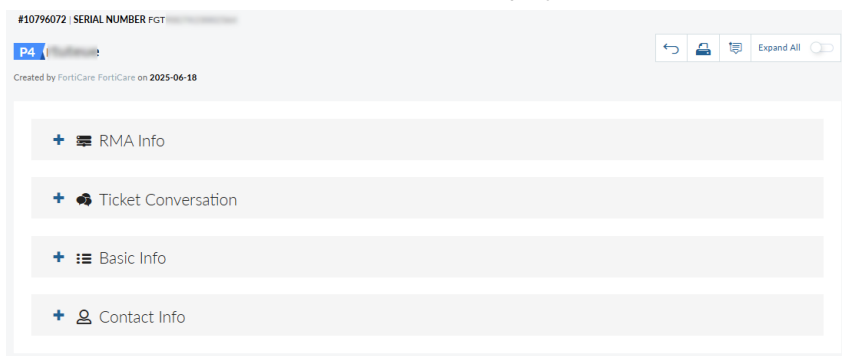 #10796072 | SERIAL NUMBER FGT
P4
Expand All
Created by FortiCare FortiCare on 2025-06-18
RMA Info
Ticket Conversation
Basic Info
Contact Info